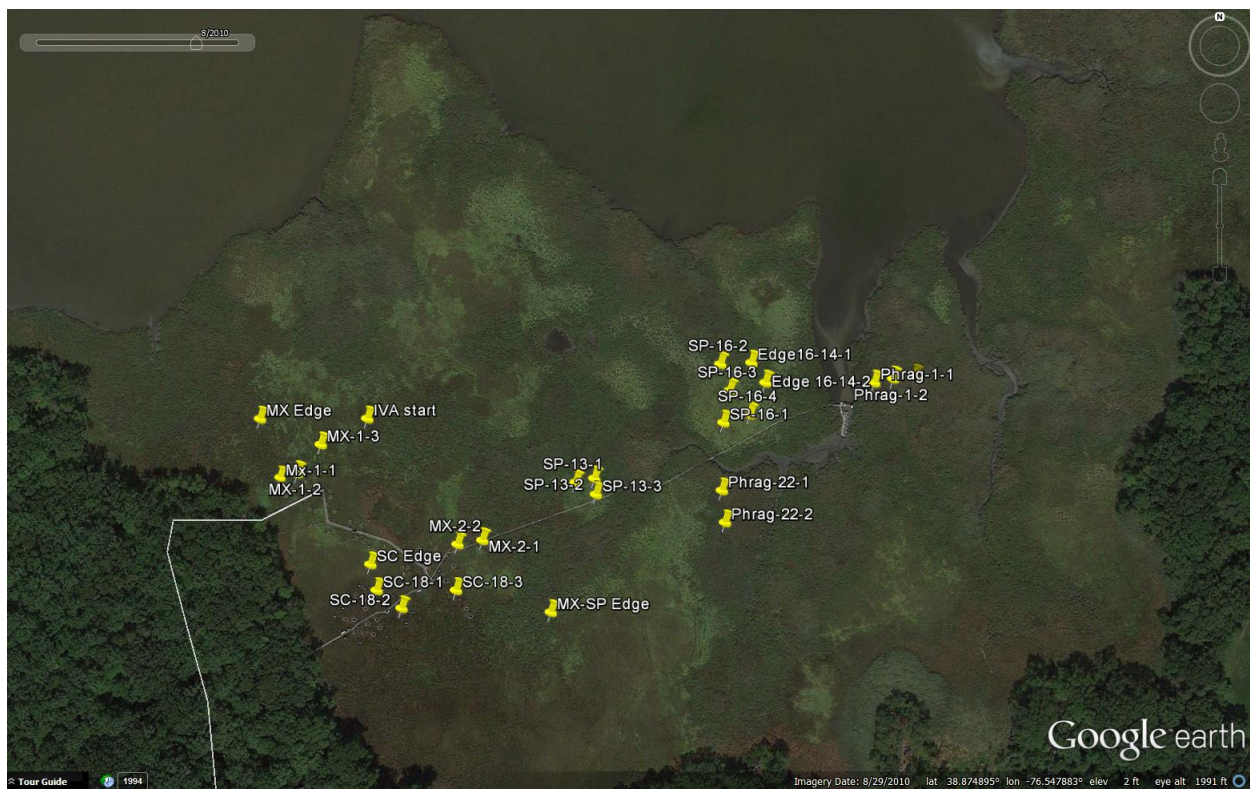 8/2010
N
SP-16-2
Edge16-14-1
SP-16-3
Edge 16-14-2
Phrag-1-1
SP-16-4
Phrag-1-2
MX Edge
IVA start
SP-16-1
MX-1-3
SP-13-1
Mx-1-1
SP-13-2
SP-13-3
Phrag-22-1
MX-1-2
Phrag-22-2
MX-2-2
MX-2-1
SC Edge
SC-18-1
SC-18-3
SC-18-2
MX-SP Edge
Google earth
Tour Guide
1994
Imagery Date: 8/29/2010 lat 38.874895° lon -76.547883° elev 2 ft eye alt 1991 ft